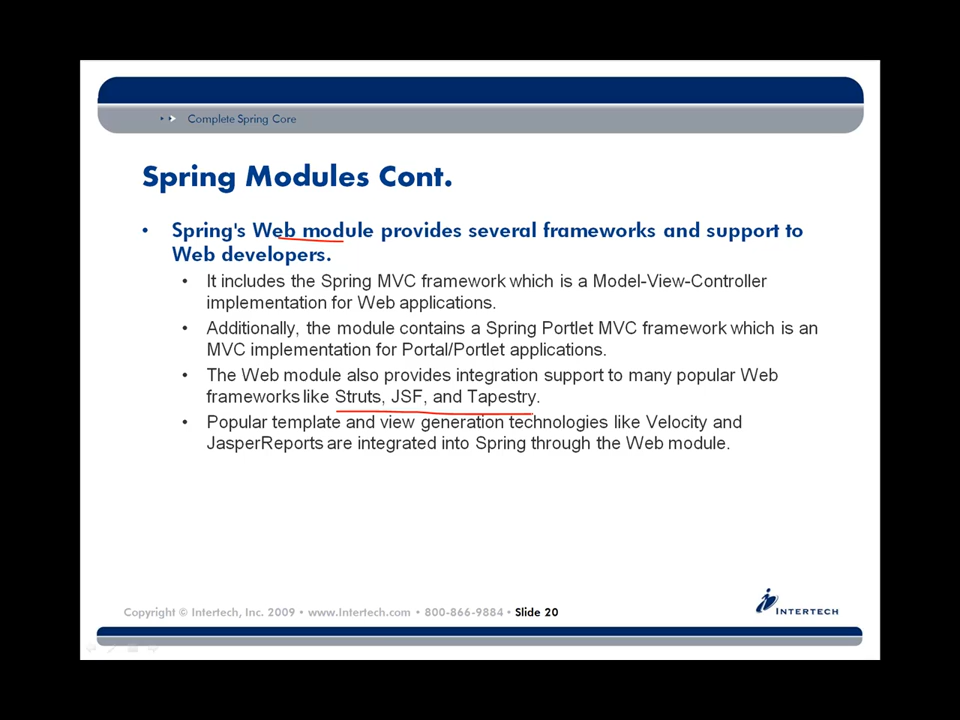 Complete Spring Core
Spring Modules Cont.
• Spring's Web module provides several frameworks and support to
Web developers.
• It includes the Spring MVC framework which is a Model-View-Controller
implementation for Web applications.
• Additionally, the module contains a Spring Portlet MVC framework which is an
MVC implementation for Portal/Portlet applications.
• The Web module also provides integration support to many popular Web
frameworks like Struts, JSF, and Tapestry.
• Popular template and view generation technologies like Velocity and
JasperReports are integrated into Spring through the Web module.
Copyright © Intertech, Inc. 2009 • www.Intertech.com • 800-866-9884 • Slide 20
INTERTECH